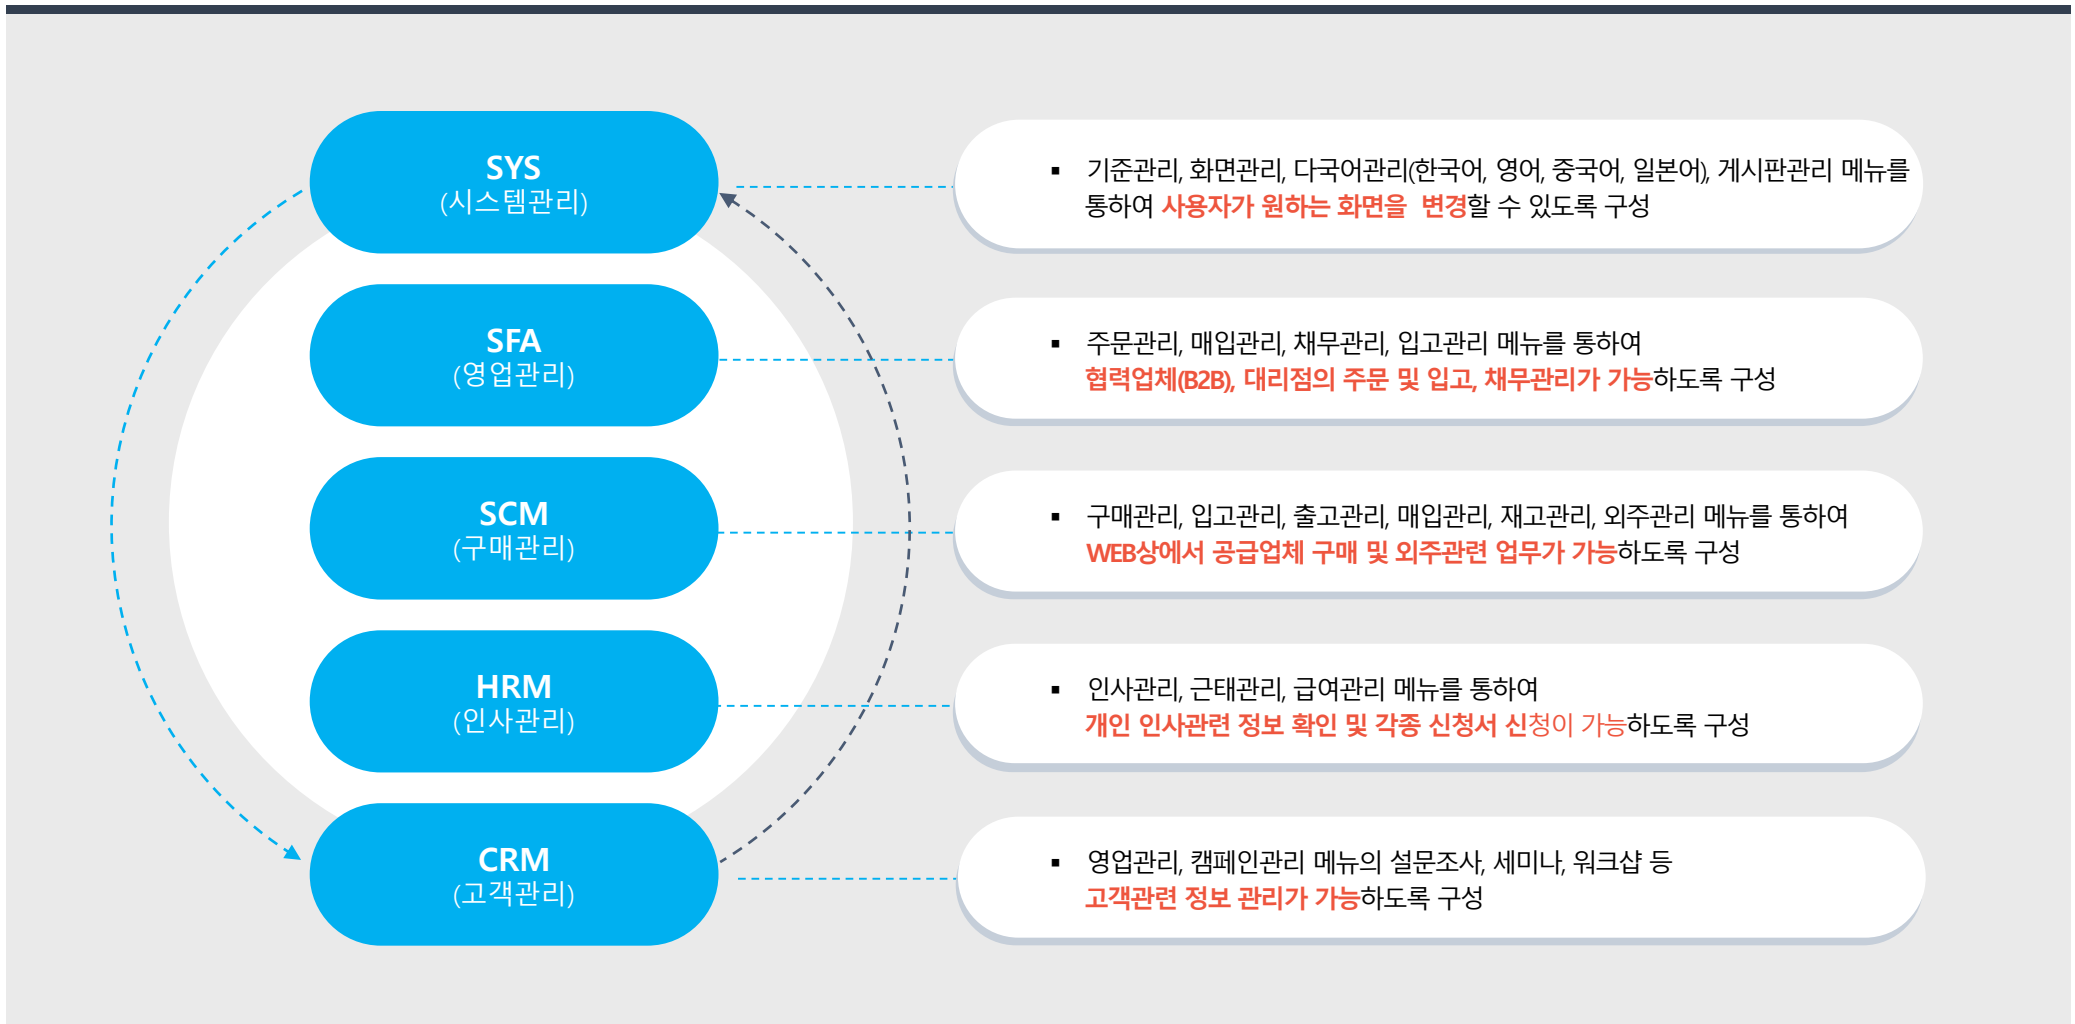 SYS
(시스템관리)
▪ 기준관리, 화면관리, 다국어관리(한국어, 영어, 중국어, 일본어), 게시판관리 메뉴를
통하여 사용자가 원하는 화면을 변경할 수 있도록 구성
SFA
(영업관리)
▪ 주문관리, 매입관리, 채무관리, 입고관리 메뉴를 통하여
협력업체(B2B), 대리점의 주문 및 입고, 채무관리가 가능하도록 구성
SCM
(구매관리)
▪ 구매관리, 입고관리, 출고관리, 매입관리, 재고관리, 외주관리 메뉴를 통하여
WEB상에서 공급업체 구매 및 외주관련 업무가 가능하도록 구성
HRM
(인사관리)
▪ 인사관리, 근태관리, 급여관리 메뉴를 통하여
개인 인사관련 정보 확인 및 각종 신청서 신청이 가능하도록 구성
CRM
(고객관리)
▪ 영업관리, 캠페인관리 메뉴의 설문조사, 세미나, 워크샵 등
고객관련 정보 관리가 가능하도록 구성